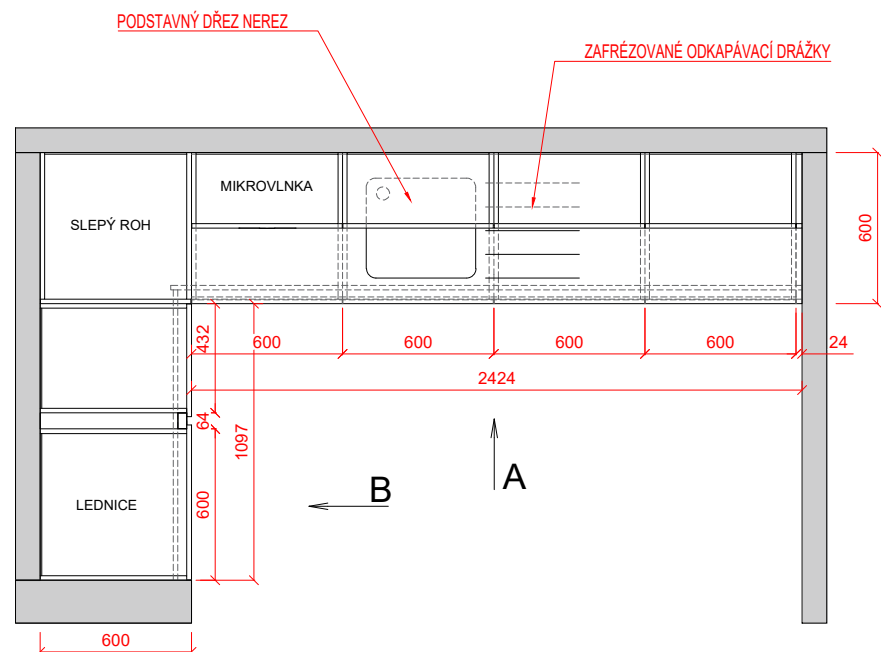 PODSTAVNÝ DŘEZ NEREZ
ZAFRÉZOVANÉ ODKAPÁVACÍ DRÁŽKY
MIKROVLNKA
SLEPÝ ROH
600
432
600
600
600
600
24
2424
64
1097
A
B
LEDNICE
600
600